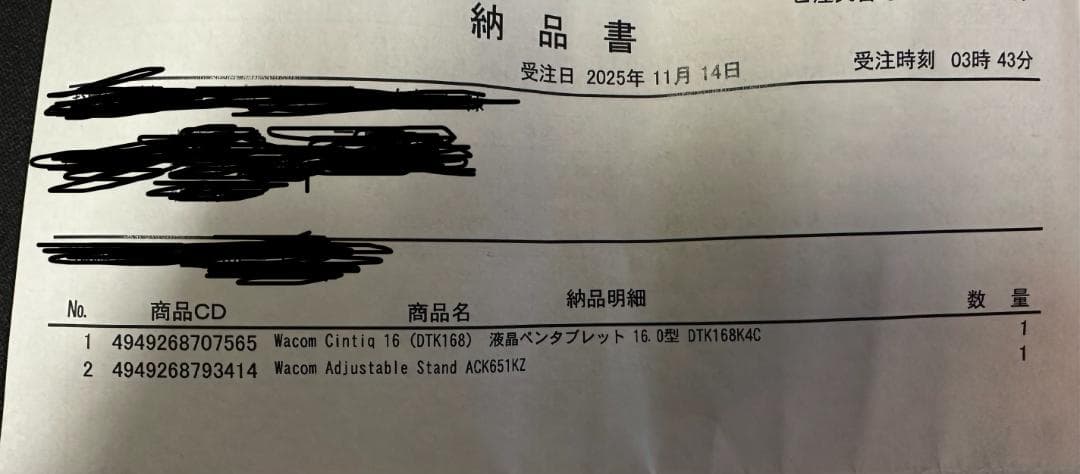 納品書
受注日 2025年 11月 14日 受注時刻 03時 43分
納品明細
No. 商品CD 商品名 数 量
1 4949268707565 Wacom Cintiq 16 (DTK168) 液晶ペンタブレット 16.0型 DTK168K4C 1
2 4949268793414 Wacom Adjustable Stand ACK651KZ 1